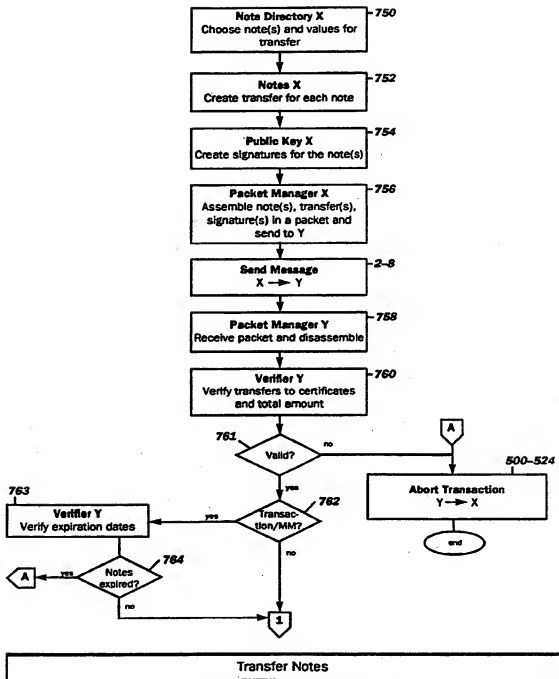 Note Directory X
750
Choose note(s) and values for
transfer
Notes X
752
Create transfer for each note
Public Key X
754
Create signatures for the note(s)
Packet Manager X
756
Assemble note(s), transfer(s),
signature(s) in a packet and
send to Y
Send Message
2-8
X → Y
Packet Manager Y
758
Receive packet and disassemble
Verifier Y
760
Verify transfers to certificates
and total amount
761
Valid?
no
A
yes
500-524
Abort Transaction
Y → X
end
762
Transac-
tion/MM?
yes
no
763
Verifier Y
Verify expiration dates
764
Notes
expired?
yes
A
no
1
Transfer Notes